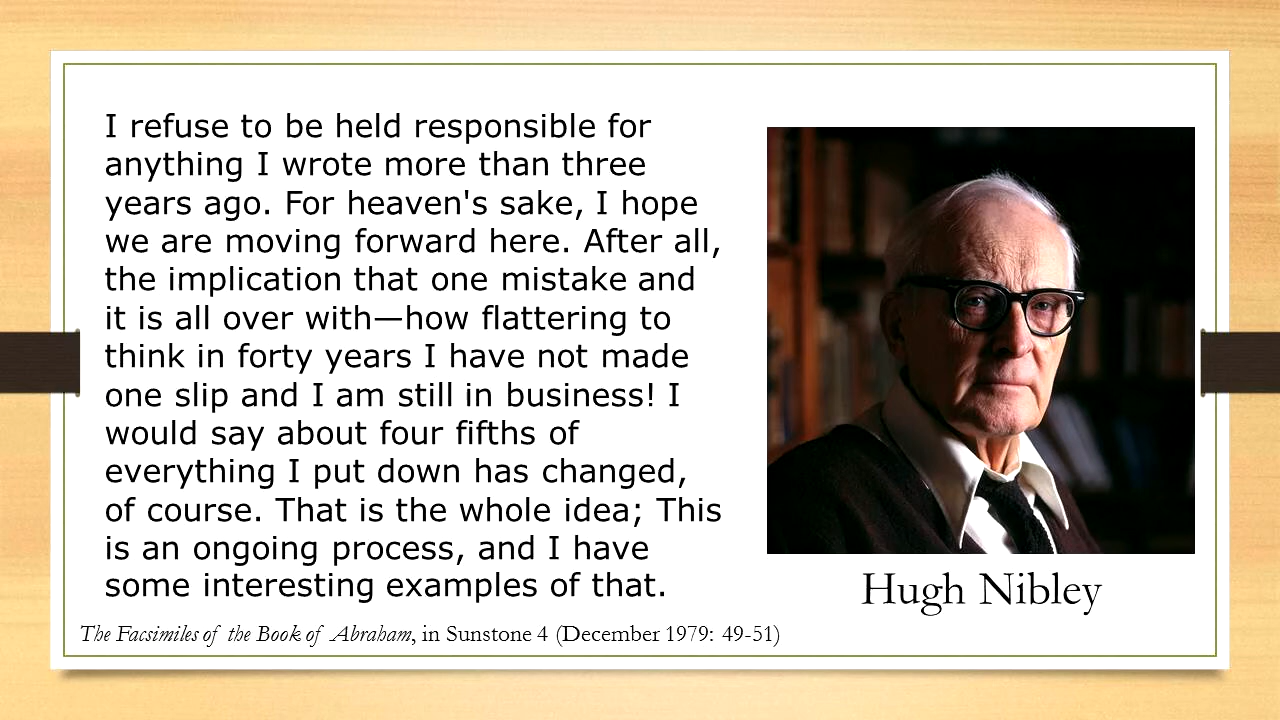 I refuse to be held responsible for
anything I wrote more than three
years ago. For heaven's sake, I hope
we are moving forward here. After all,
the implication that one mistake and
it is all over with—how flattering to
think in forty years I have not made
one slip and I am still in business! I
would say about four fifths of
everything I put down has changed,
of course. That is the whole idea; This
is an ongoing process, and I have
some interesting examples of that.
Hugh Nibley
The Facsimiles of the Book of Abraham, in Sunstone 4 (December 1979: 49-51)